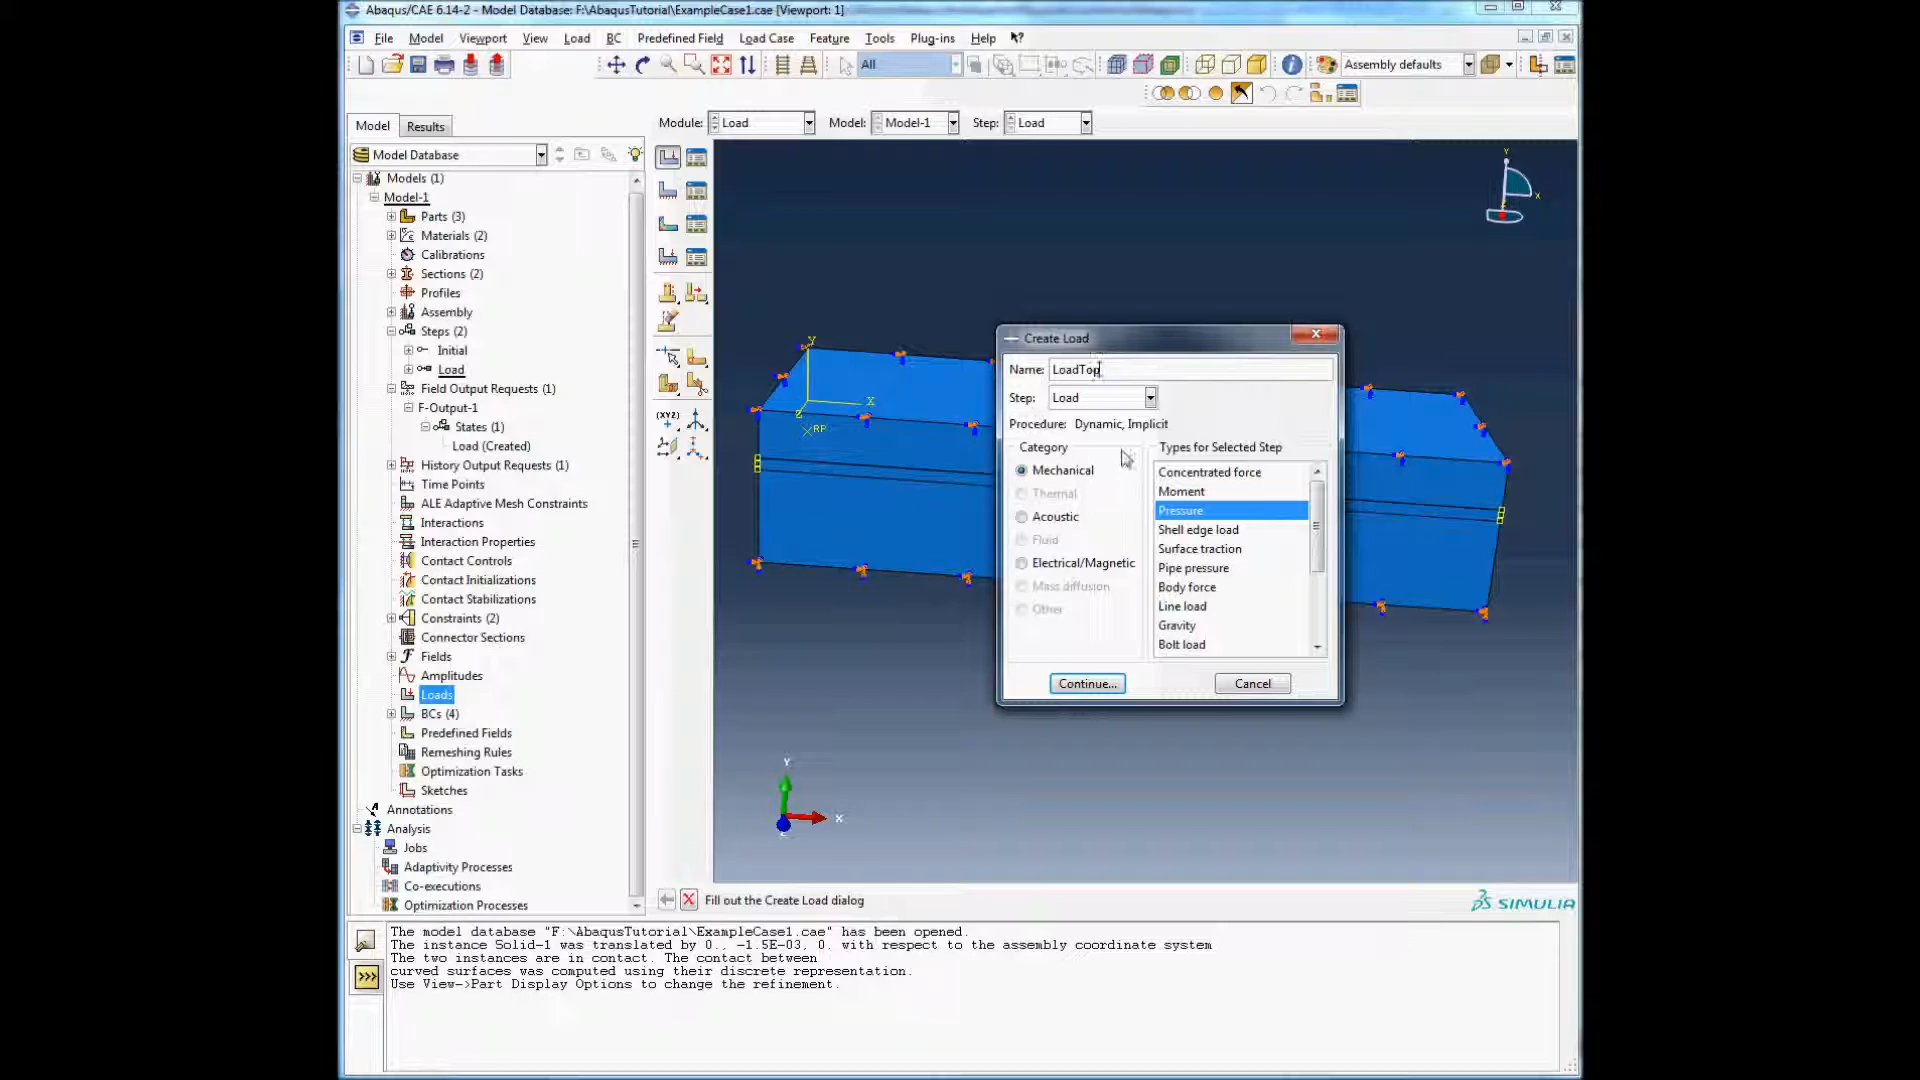 Abaqus/CAE 6.14-2 - Model Database: F:\AbaqusTutorial\ExampleCase1.cae [Viewport: 1]
File Model Viewport View Load BC Predefined Field Load Case Feature Tools Plug-ins Help
All
Assembly defaults
Model Results
Module: Load Model: Model-1 Step: Load
Model Database
Models (1)
Model-1
Parts (3)
Materials (2)
Calibrations
Sections (2)
Profiles
Assembly
Steps (2)
Initial
Load
Field Output Requests (1)
F-Output-1
States (1)
Load (Created)
History Output Requests (1)
Time Points
ALE Adaptive Mesh Constraints
Interactions
Interaction Properties
Contact Controls
Contact Initializations
Contact Stabilizations
Constraints (2)
Connector Sections
Fields
Amplitudes
Loads
BCs (4)
Predefined Fields
Remeshing Rules
Optimization Tasks
Sketches
Annotations
Analysis
Jobs
Adaptivity Processes
Co-executions
Optimization Processes
(XYZ)
Y
X
Y
X
Z
RP
Create Load
Name: LoadTop
Step: Load
Procedure: Dynamic, Implicit
Category
Mechanical
Thermal
Acoustic
Fluid
Electrical/Magnetic
Mass diffusion
Other
Types for Selected Step
Concentrated force
Moment
Pressure
Shell edge load
Surface traction
Pipe pressure
Body force
Line load
Gravity
Bolt load
Continue... Cancel
Y
X
Fill out the Create Load dialog
SIMULIA
The model database "F:\AbaqusTutorial\ExampleCase1.cae" has been opened.
The instance Solid-1 was translated by 0., -1.5E-03, 0. with respect to the assembly coordinate system
The two instances are in contact. The contact between
curved surfaces was computed using their discrete representation.
Use View->Part Display Options to change the refinement.
>>>